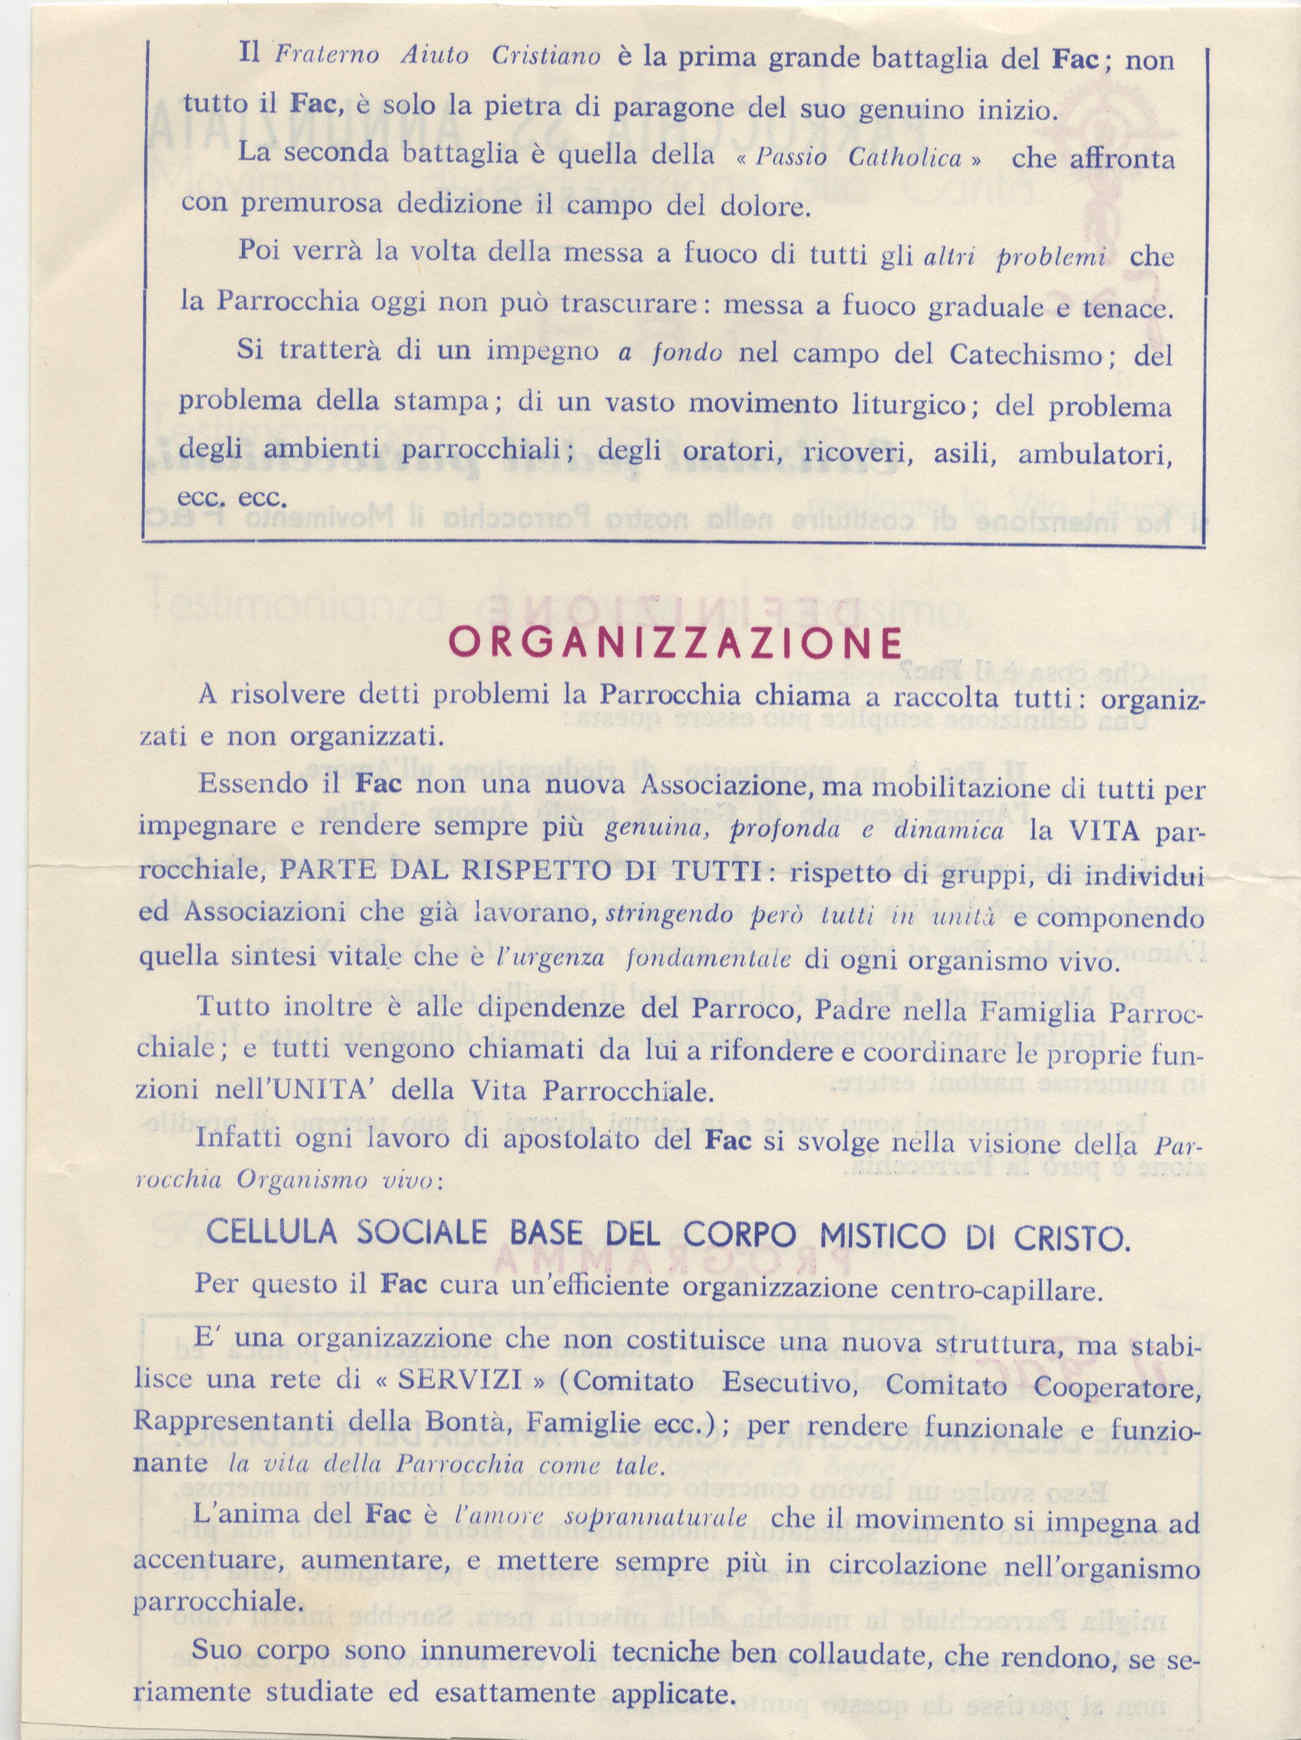 Il Fraterno Aiuto Cristiano è la prima grande battaglia del Fac; non
tutto il Fac, è solo la pietra di paragone del suo genuino inizio.
La seconda battaglia è quella della « Passio Catholica » che affronta
con premurosa dedizione il campo del dolore.
Poi verrà la volta della messa a fuoco di tutti gli altri problemi che
la Parrocchia oggi non può trascurare: messa a fuoco graduale e tenace.
Si tratterà di un impegno a fondo nel campo del Catechismo; del
problema della stampa; di un vasto movimento liturgico; del problema
degli ambienti parrocchiali; degli oratori, ricoveri, asili, ambulatori,
ecc. ecc.
ORGANIZZAZIONE
A risolvere detti problemi la Parrocchia chiama a raccolta tutti: organiz-
zati e non organizzati.
Essendo il Fac non una nuova Associazione, ma mobilitazione di tutti per
impegnare e rendere sempre più genuina, profonda e dinamica la VITA par-
rocchiale, PARTE DAL RISPETTO DI TUTTI: rispetto di gruppi, di individui
ed Associazioni che già lavorano, stringendo però tutti in unità e componendo
quella sintesi vitale che è l'urgenza fondamentale di ogni organismo vivo.
Tutto inoltre è alle dipendenze del Parroco, Padre nella Famiglia Parroc-
chiale; e tutti vengono chiamati da lui a rifondere e coordinare le proprie fun-
zioni nell'UNITA' della Vita Parrocchiale.
Infatti ogni lavoro di apostolato del Fac si svolge nella visione della Par-
rocchia Organismo vivo:
CELLULA SOCIALE BASE DEL CORPO MISTICO DI CRISTO.
Per questo il Fac cura un'efficiente organizzazione centro-capillare.
E' una organizazzione che non costituisce una nuova struttura, ma stabi-
lisce una rete di « SERVIZI » (Comitato Esecutivo, Comitato Cooperatore,
Rappresentanti della Bontà, Famiglie ecc.); per rendere funzionale e funzio-
nante la vita della Parrocchia come tale.
L'anima del Fac è l'amore soprannaturale che il movimento si impegna ad
accentuare, aumentare, e mettere sempre più in circolazione nell'organismo
parrocchiale.
Suo corpo sono innumerevoli tecniche ben collaudate, che rendono, se se-
riamente studiate ed esattamente applicate.